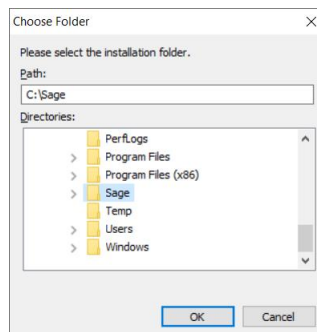 Choose Folder
Please select the installation folder.
Path:
C:\Sage
Directories:
PerfLogs
Program Files
Program Files (x86)
Sage
Temp
Users
Windows
OK Cancel